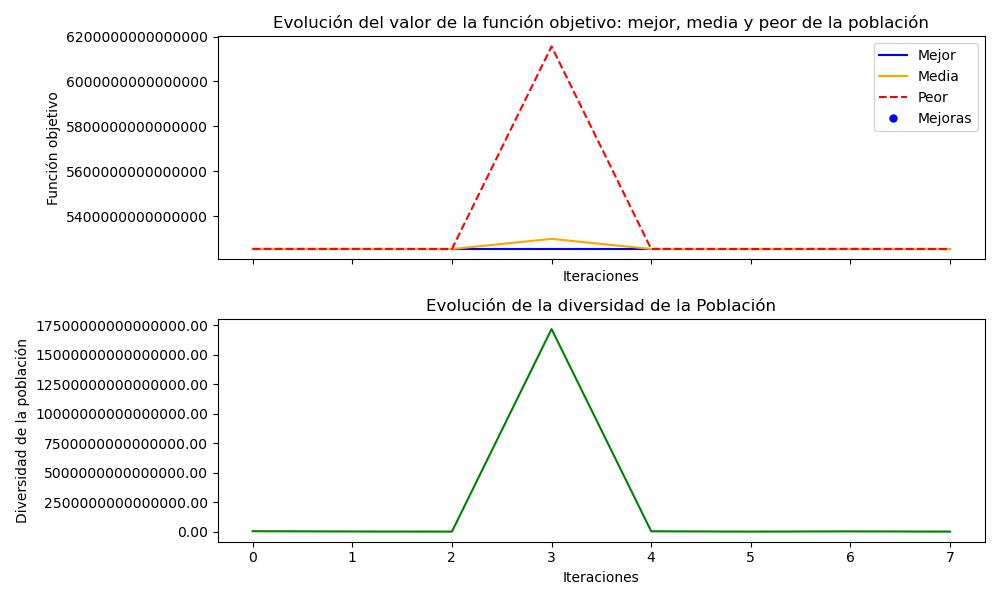 Evolución del valor de la función objetivo: mejor, media y peor de la población
6200000000000000
6000000000000000
5800000000000000
5600000000000000
5400000000000000
Función objetivo
Mejor
Media
Peor
Mejoras
Iteraciones
Evolución de la diversidad de la Población
17500000000000000.00
15000000000000000.00
12500000000000000.00
10000000000000000.00
7500000000000000.00
5000000000000000.00
2500000000000000.00
0.00
Diversidad de la población
0 1 2 3 4 5 6 7
Iteraciones